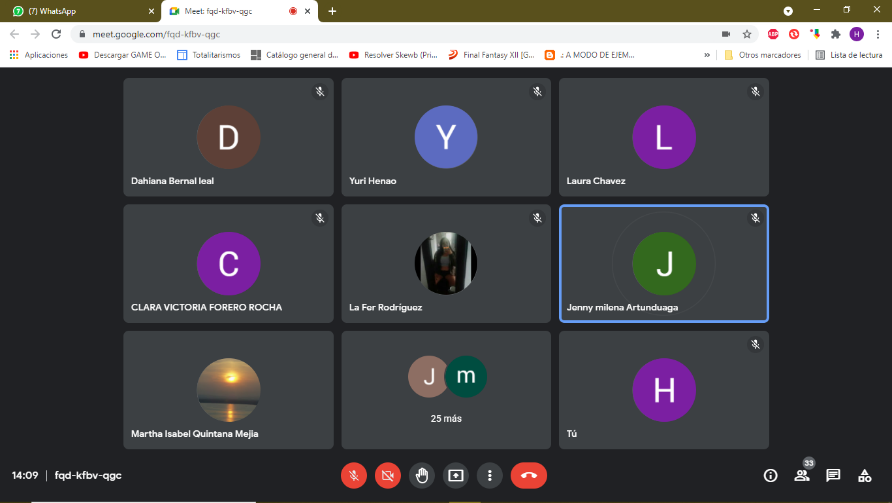 (7) WhatsApp
Meet: fqd-kfbv-qgc
meet.google.com/fqd-kfbv-qgc
Aplicaciones
Descargar GAME O...
Totalitarismos
Catálogo general d...
Resolver Skewb (Pri...
Final Fantasy XII [G...
: A MODO DE EJEM...
»
Otros marcadores
Lista de lectura
D
Dahiana Bernal leal
Y
Yuri Henao
L
Laura Chavez
C
CLARA VICTORIA FORERO ROCHA
La Fer Rodríguez
J
Jenny milena Artunduaga
Martha Isabel Quintana Mejia
J m
25 más
H
Tú
14:09 | fqd-kfbv-qgc
33